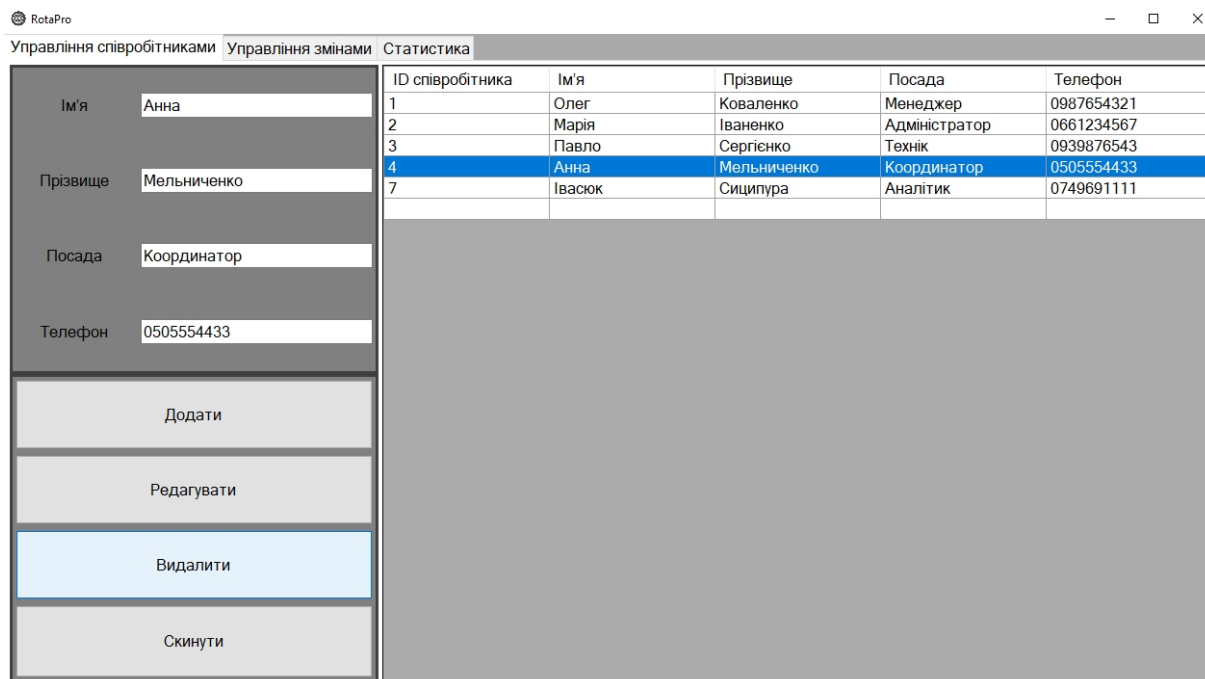 RotaPro
Управління співробітниками Управління змінами Статистика
Ім'я Анна
Прізвище Мельниченко
Посада Координатор
Телефон 0505554433
Додати
Редагувати
Видалити
Скинути
ID співробітника Ім'я Прізвище Посада Телефон
1 Олег Коваленко Менеджер 0987654321
2 Марія Іваненко Адміністратор 0661234567
3 Павло Сергієнко Технік 0939876543
4 Анна Мельниченко Координатор 0505554433
7 Івасюк Сиципура Аналітик 0749691111